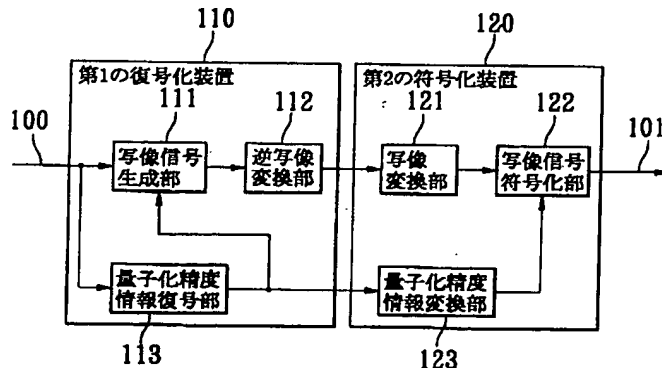 110
120
第1の復号化装置
第2の符号化装置
111
112
121
122
100
101
写像信号
生成部
逆写像
変換部
写像
変換部
写像信号
符号化部
量子化精度
情報復号部
量子化精度
情報変換部
113
123